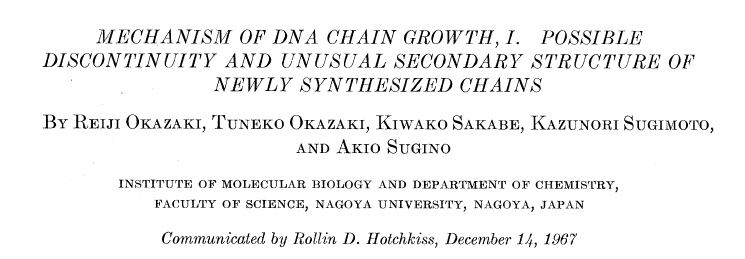 MECHANISM OF DNA CHAIN GROWTH, I. POSSIBLE
DISCONTINUITY AND UNUSUAL SECONDARY STRUCTURE OF
NEWLY SYNTHESIZED CHAINS
BY REIJI OKAZAKI, TUNEKO OKAZAKI, KIWAKO SAKABE, KAZUNORI SUGIMOTO,
AND AKIO SUGINO
INSTITUTE OF MOLECULAR BIOLOGY AND DEPARTMENT OF CHEMISTRY,
FACULTY OF SCIENCE, NAGOYA UNIVERSITY, NAGOYA, JAPAN
Communicated by Rollin D. Hotchkiss, December 14, 1967